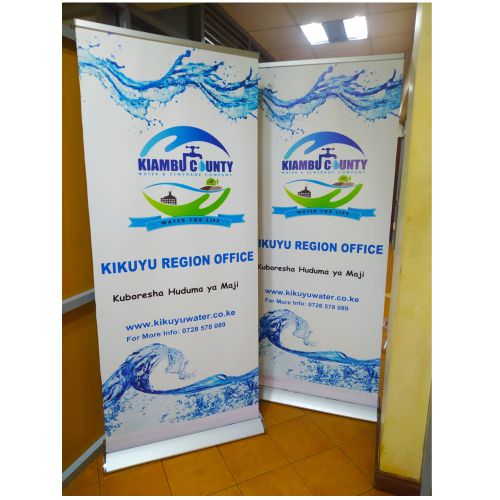 KIAMBU COUNTY
WATER & SEWERAGE COMPANY
WATER FOR LIFE
KIKUYU REGION OFFICE
Kuboresha Huduma ya Maji
www.kikuyuwater.co.ke
For More Info: 0728 578 089
KIAMBU COUNTY
WATER & SEWERAGE COMPANY
WATER FOR LIFE
KIKUYU REGION OFFICE
Kuboresha Huduma ya Maji
www.kikuyuwater.co.ke
For More Info: 0728 578 089